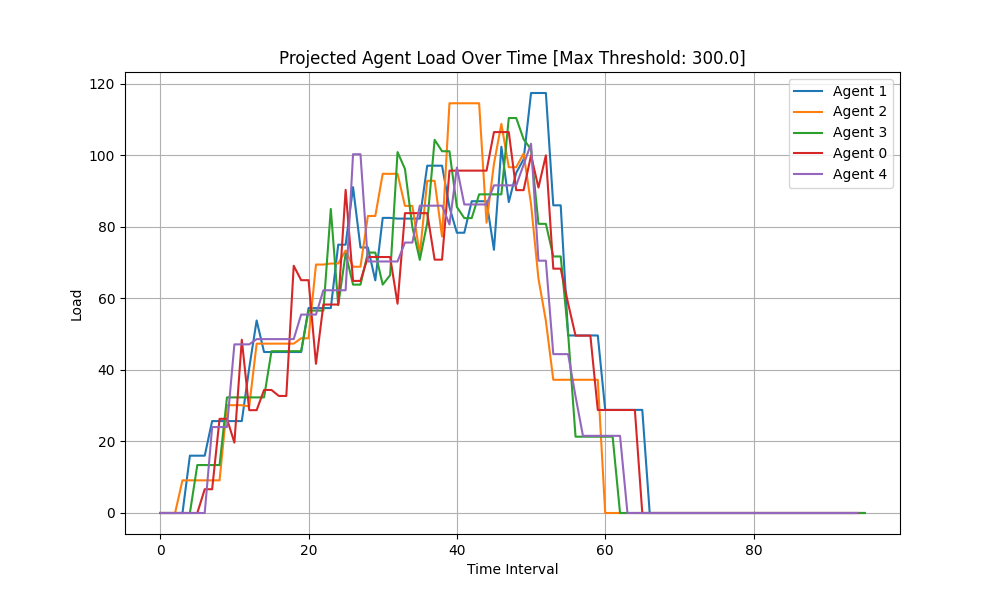 Projected Agent Load Over Time [Max Threshold: 300.0]
120
100
80
60
40
20
0
Load
0
20
40
60
80
Time Interval
Agent 1
Agent 2
Agent 3
Agent 0
Agent 4